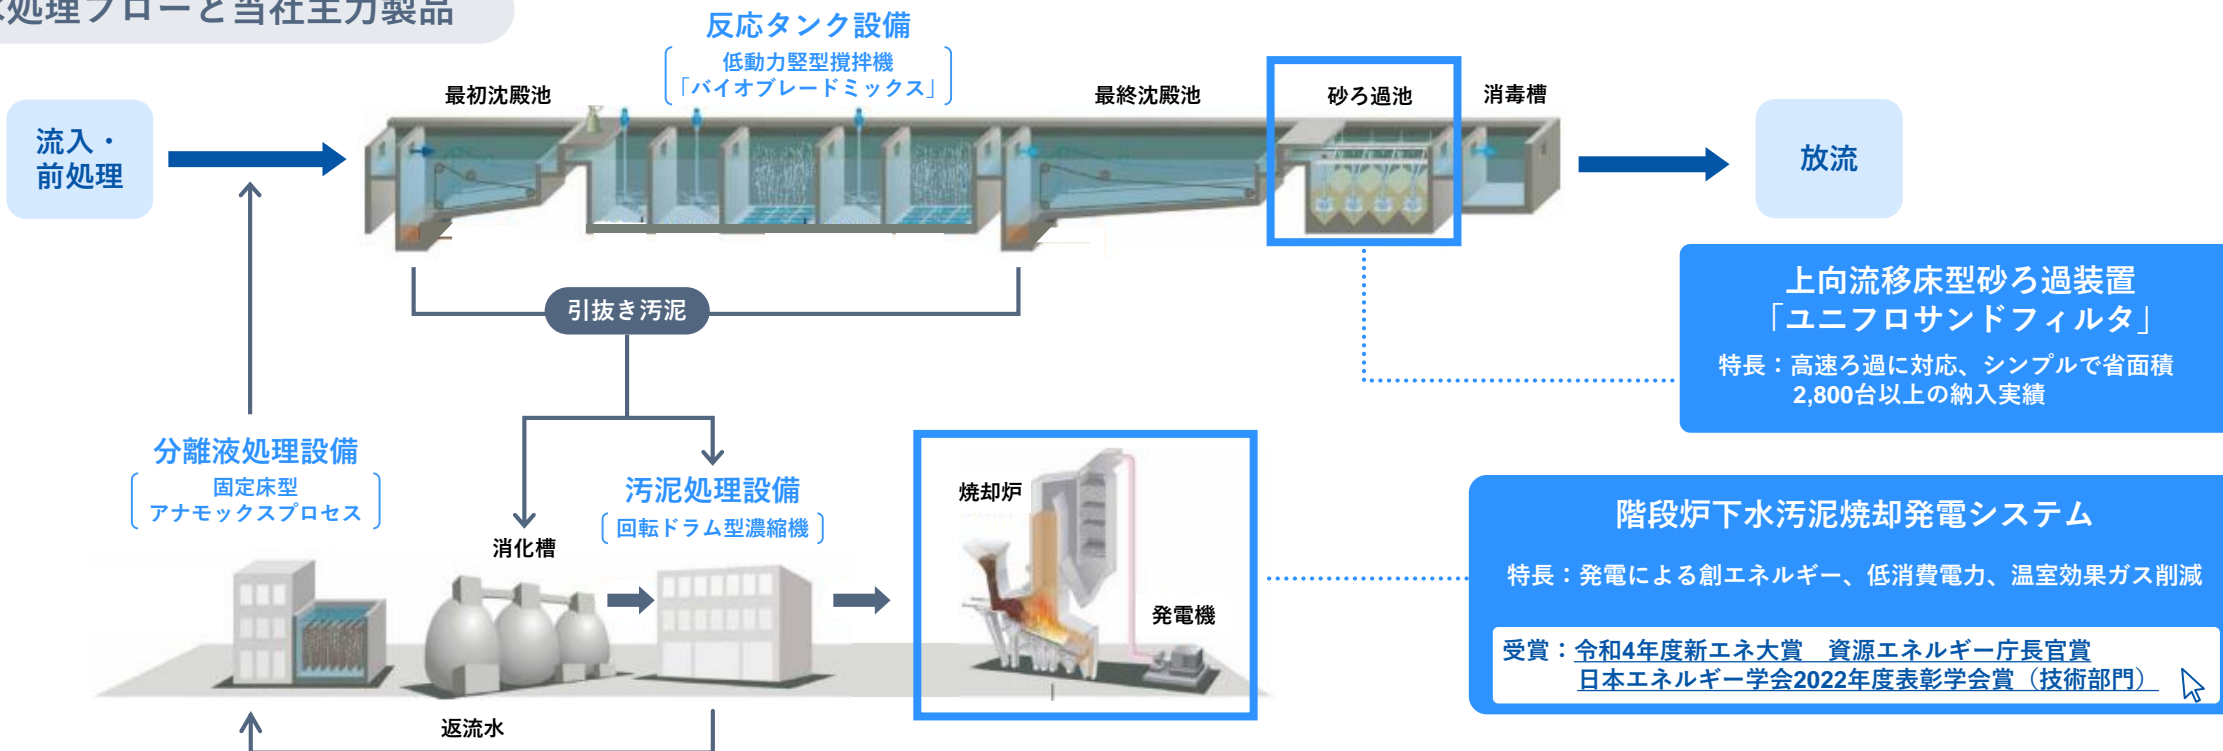 水処理フローと当社主力製品
反応タンク設備
低動力竪型撹拌機
「バイオブレードミックス」
最初沈殿池
最終沈殿池
砂ろ過池
消毒槽
流入・
前処理
放流
引抜き汚泥
上向流移床型砂ろ過装置
「ユニフロサンドフィルタ」
特長：高速ろ過に対応、シンプルで省面積
2,800台以上の納入実績
分離液処理設備
固定床型
アナモックスプロセス
消化槽
汚泥処理設備
回転ドラム型濃縮機
焼却炉
発電機
階段炉下水汚泥焼却発電システム
特長：発電による創エネルギー、低消費電力、温室効果ガス削減
受賞：令和4年度新エネ大賞　資源エネルギー庁長官賞
日本エネルギー学会2022年度表彰学会賞（技術部門）
返流水